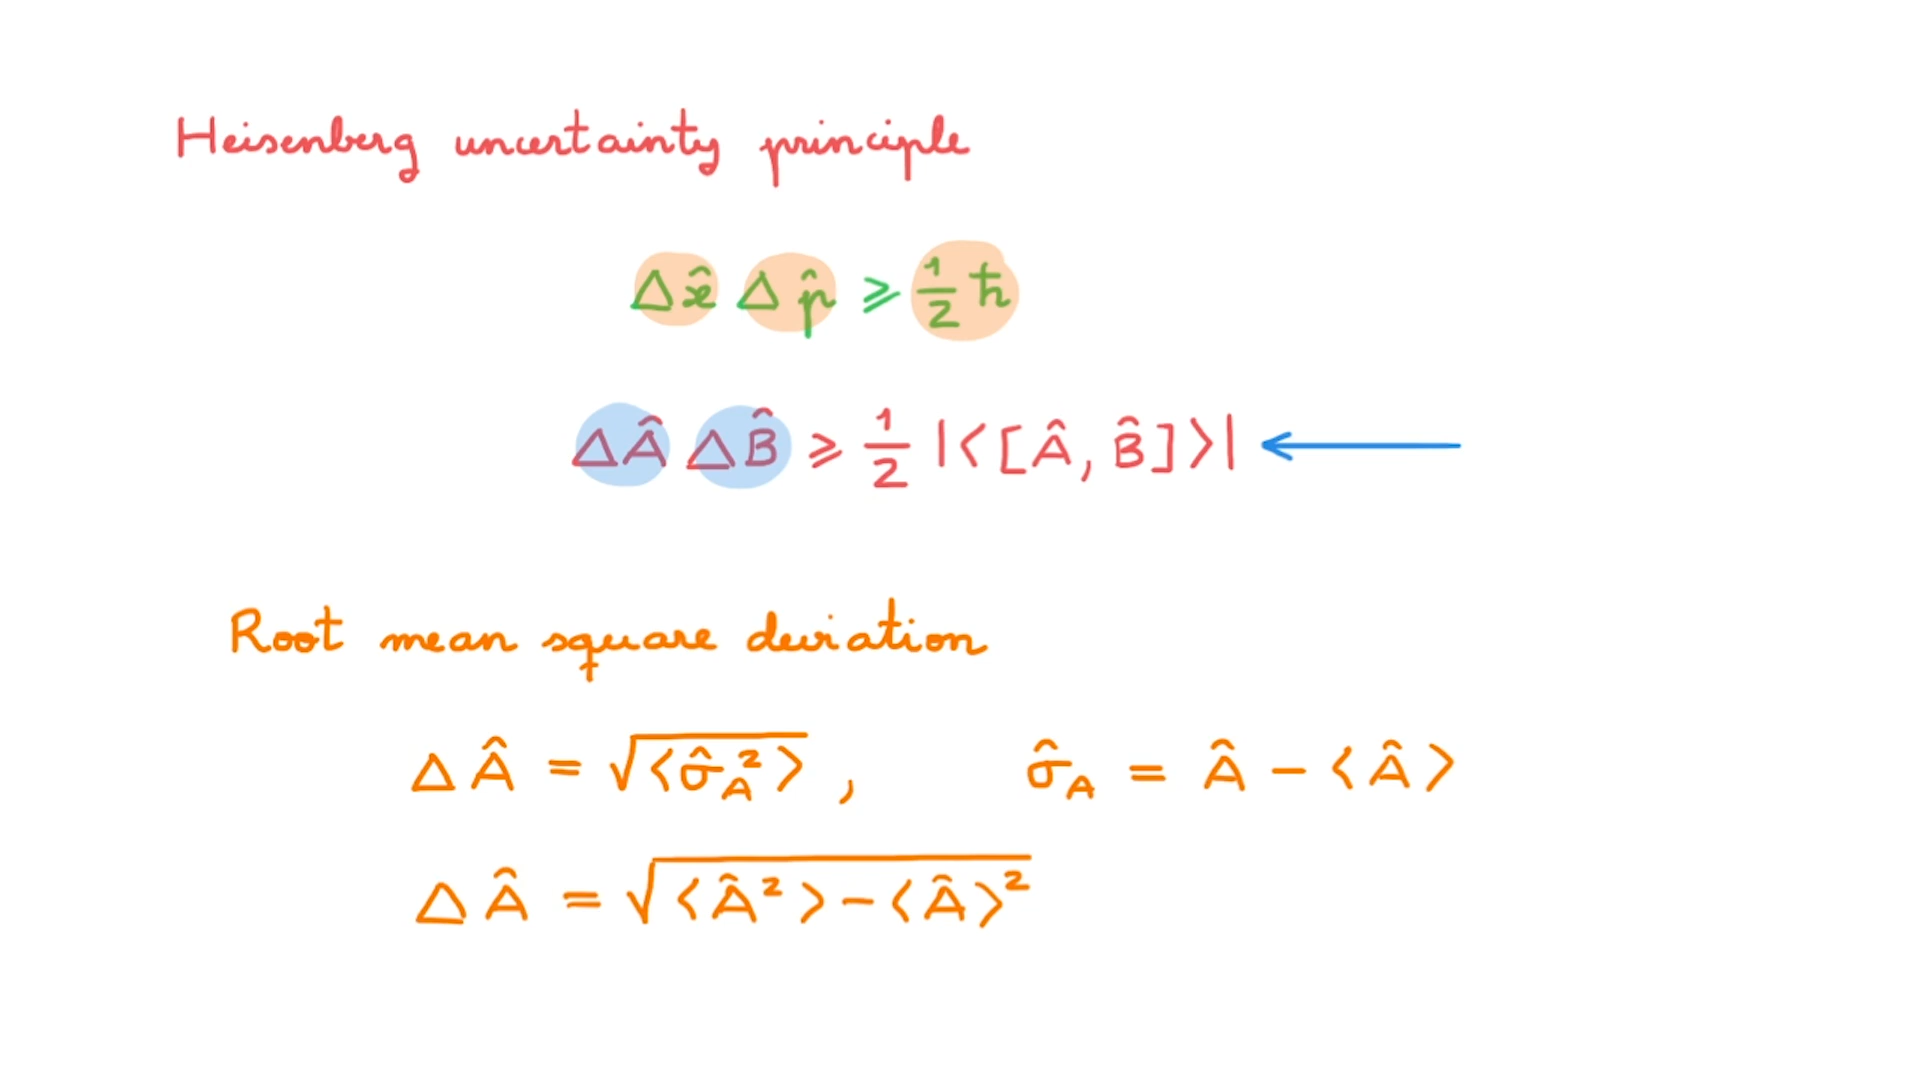 Heisenberg uncertainty principle
Δx̂ Δp̂ ⩾ 1/2 ħ
ΔÂ ΔB̂ ⩾ 1/2 |⟨[Â, B̂]⟩|
Root mean square deviation
ΔÂ = √⟨σ̂_A²⟩ , σ̂_A = Â - ⟨Â⟩
ΔÂ = √(⟨Â²⟩ - ⟨Â⟩²)